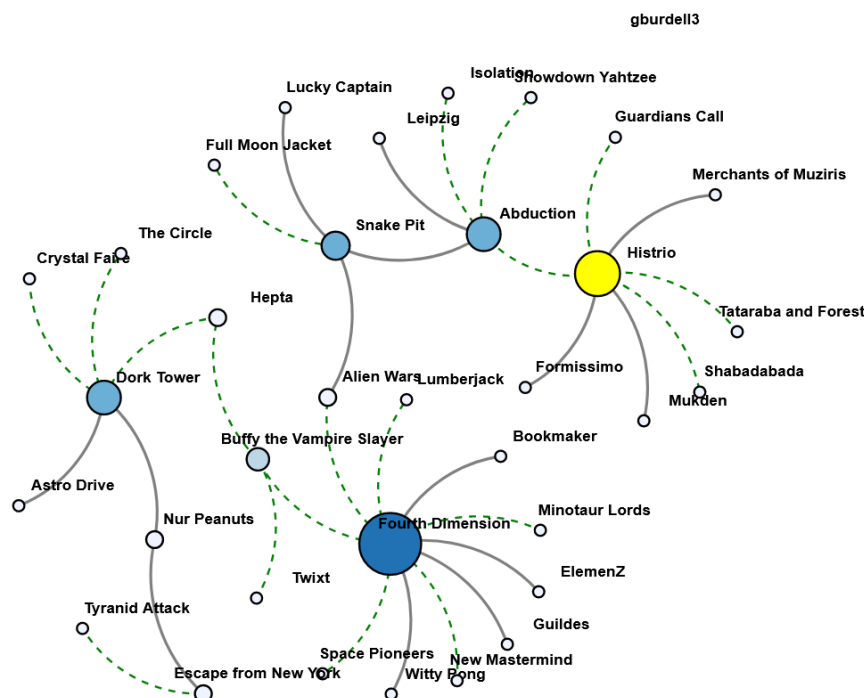 gburdell3
Isolation
Showdown Yahtzee
Lucky Captain
Leipzig
Guardians Call
Full Moon Jacket
Merchants of Muziris
Abduction
Snake Pit
The Circle
Crystal Faire
Histrio
Hepta
Tataraba and Forest
Formissimo
Shabadabada
Alien Wars
Lumberjack
Dork Tower
Mukden
Buffy the Vampire Slayer
Bookmaker
Astro Drive
Minotaur Lords
Nur Peanuts
Fourth Dimension
ElemenZ
Twixt
Tyranid Attack
Guildes
Space Pioneers
New Mastermind
Escape from New York
Witty Pong